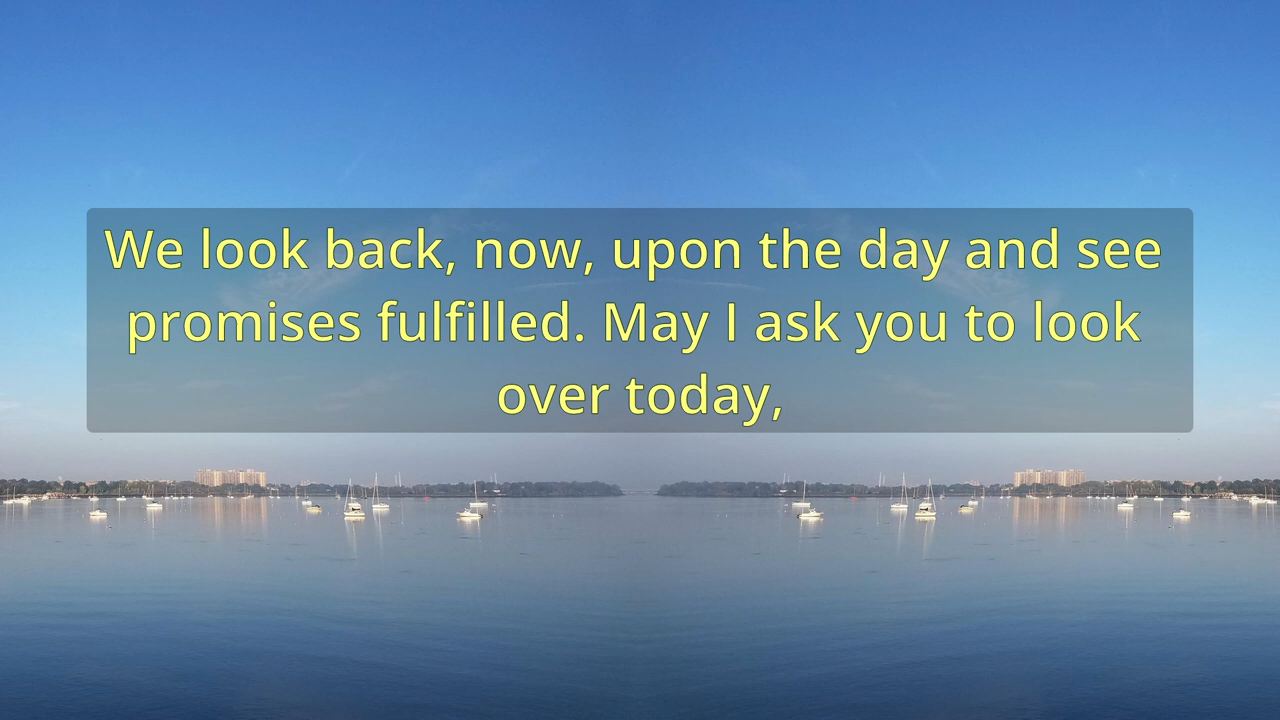 We look back, now, upon the day and see
promises fulfilled. May I ask you to look
over today,